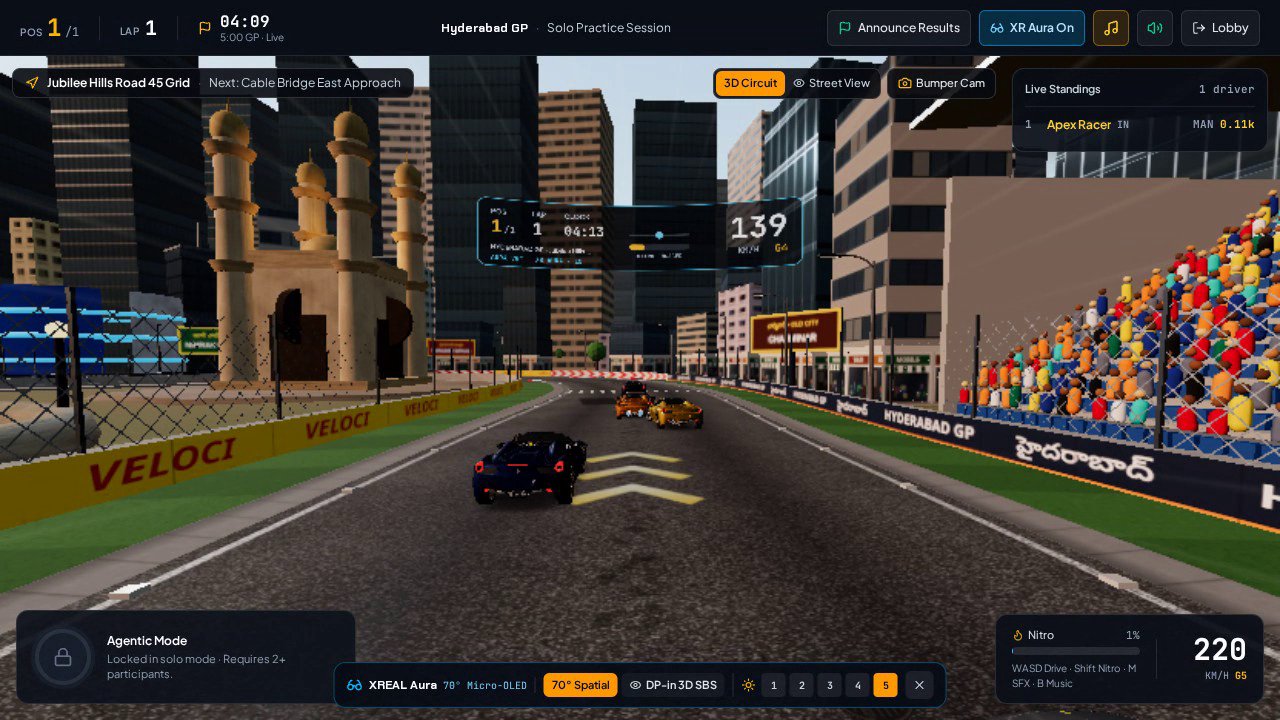 POS 1 /1
LAP 1
04:09
5:00 GP · Live
Hyderabad GP · Solo Practice Session
Announce Results
XR Aura On
Lobby
Jubilee Hills Road 45 Grid · Next: Cable Bridge East Approach
3D Circuit
Street View
Bumper Cam
Live Standings 1 driver
1 Apex Racer IN MAN 0.11k
POS LAP
1 /1 1 04:13
139
KM/H G4
VELOCI VELOCI VELOCI VELOCI
HYDERABAD GP
హైదరాబాద్
H
Agentic Mode
Locked in solo mode · Requires 2+
participants.
XREAL Aura 70° Micro-OLED
70° Spatial
DP-in 3D SBS
1 2 3 4 5
Nitro 1%
WASD Drive · Shift Nitro · M
SFX · B Music
220
KM/H G5